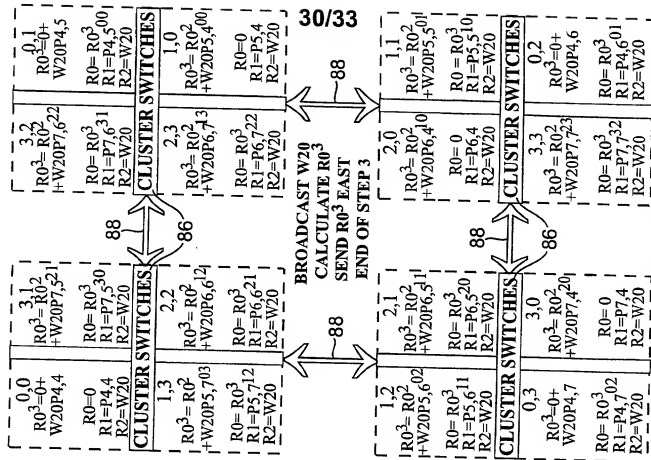 30/33
0,0
R0³=0+
W20P4,4
R0=0
R1=P4,4
R2=W20
3,1
R0³=R0²
+W20P7,5²¹
R0=R0³
R1=P7,5³⁰
R2=W20
CLUSTER SWITCHES
1,3
R0³=R0²
+W20P5,7⁰³
R0=R0³
R1=P5,7¹²
R2=W20
2,2
R0³=R0²
+W20P6,6¹²
R0=R0³
R1=P6,6²¹
R2=W20
88
86
3,2
R0³=R0²
+W20P7,6²²
R0=R0³
R1=P7,6³¹
R2=W20
0,1
R0³=0+
W20P4,5
R0=R0³
R1=P4,5⁰⁰
R2=W20
CLUSTER SWITCHES
2,3
R0³=R0²
+W20P6,7¹³
R0=R0³
R1=P6,7²²
R2=W20
1,0
R0³=R0²
+W20P5,4⁰⁰
R0=0
R1=P5,4
R2=W20
88
BROADCAST W20
CALCULATE R0³
SEND R0³ EAST
END OF STEP 3
88
1,2
R0³=R0²
+W20P5,6⁰²
R0=R0³
R1=P5,6¹¹
R2=W20
2,1
R0³=R0²
+W20P6,5¹¹
R0=R0³
R1=P6,5²⁰
R2=W20
CLUSTER SWITCHES
0,3
R0³=0+
W20P4,7
R0=R0³
R1=P4,7⁰²
R2=W20
3,0
R0³=R0²
+W20P7,4²⁰
R0=0
R1=P7,4
R2=W20
88
86
2,0
R0³=R0²
+W20P6,4¹⁰
R0=0
R1=P6,4
R2=W20
1,1
R0³=R0²
+W20P5,5⁰¹
R0=R0³
R1=P5,5¹⁰
R2=W20
CLUSTER SWITCHES
3,3
R0³=R0²
+W20P7,7²³
R0=R0³
R1=P7,7³²
R2=W20
0,2
R0³=0+
W20P4,6
R0=R0³
R1=P4,6⁰¹
R2=W20